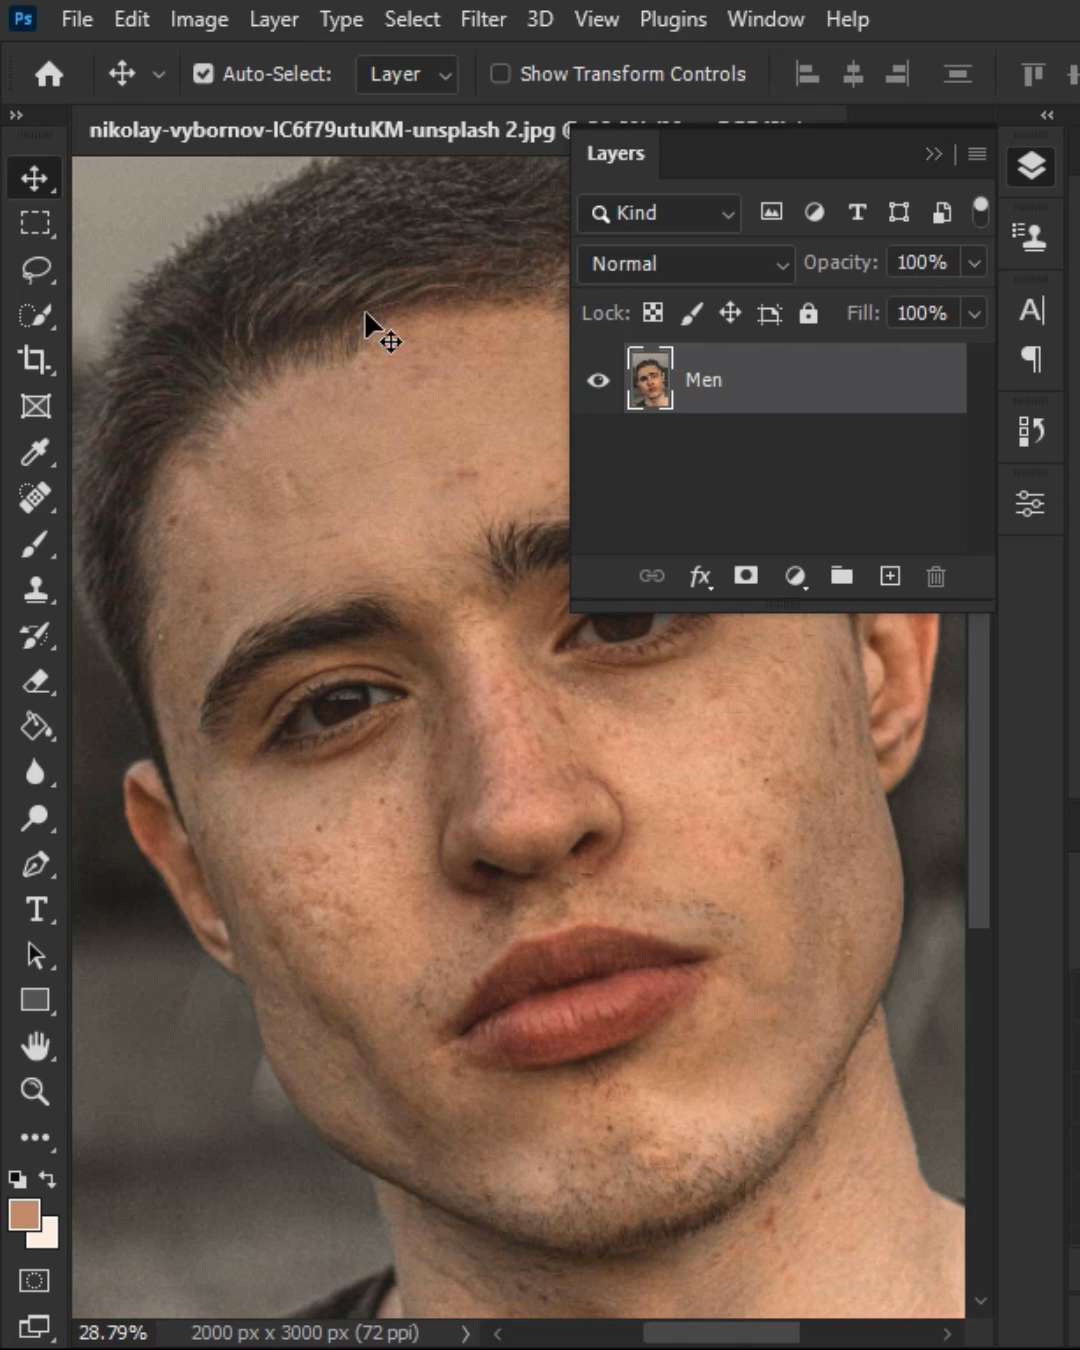 Ps File Edit Image Layer Type Select Filter 3D View Plugins Window Help
Auto-Select: Layer Show Transform Controls
nikolay-vybornov-IC6f79utuKM-unsplash 2.jpg @
Layers
Kind
Normal Opacity: 100%
Lock: Fill: 100%
Men
fx
28.79% 2000 px x 3000 px (72 ppi)